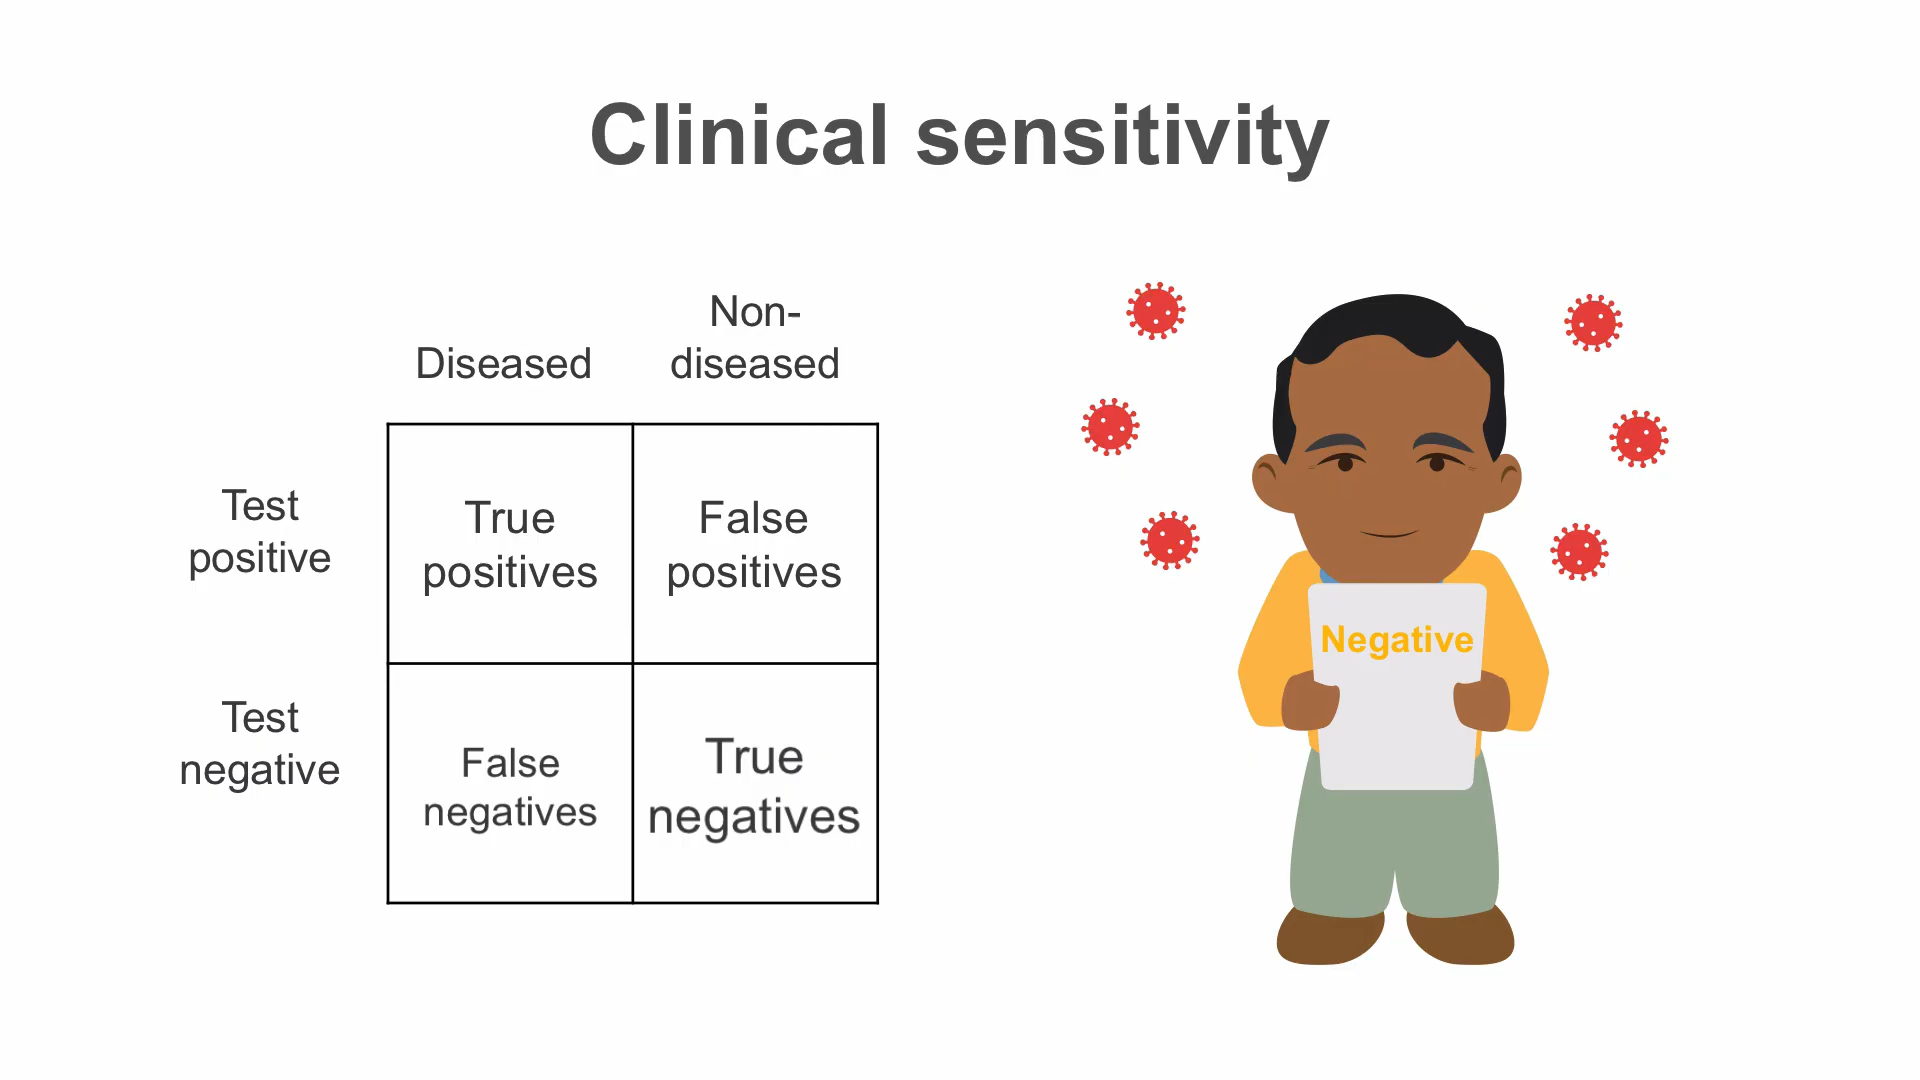 Clinical sensitivity
Diseased
Non-
diseased
Test
positive
True
positives
False
positives
Test
negative
False
negatives
True
negatives
Negative